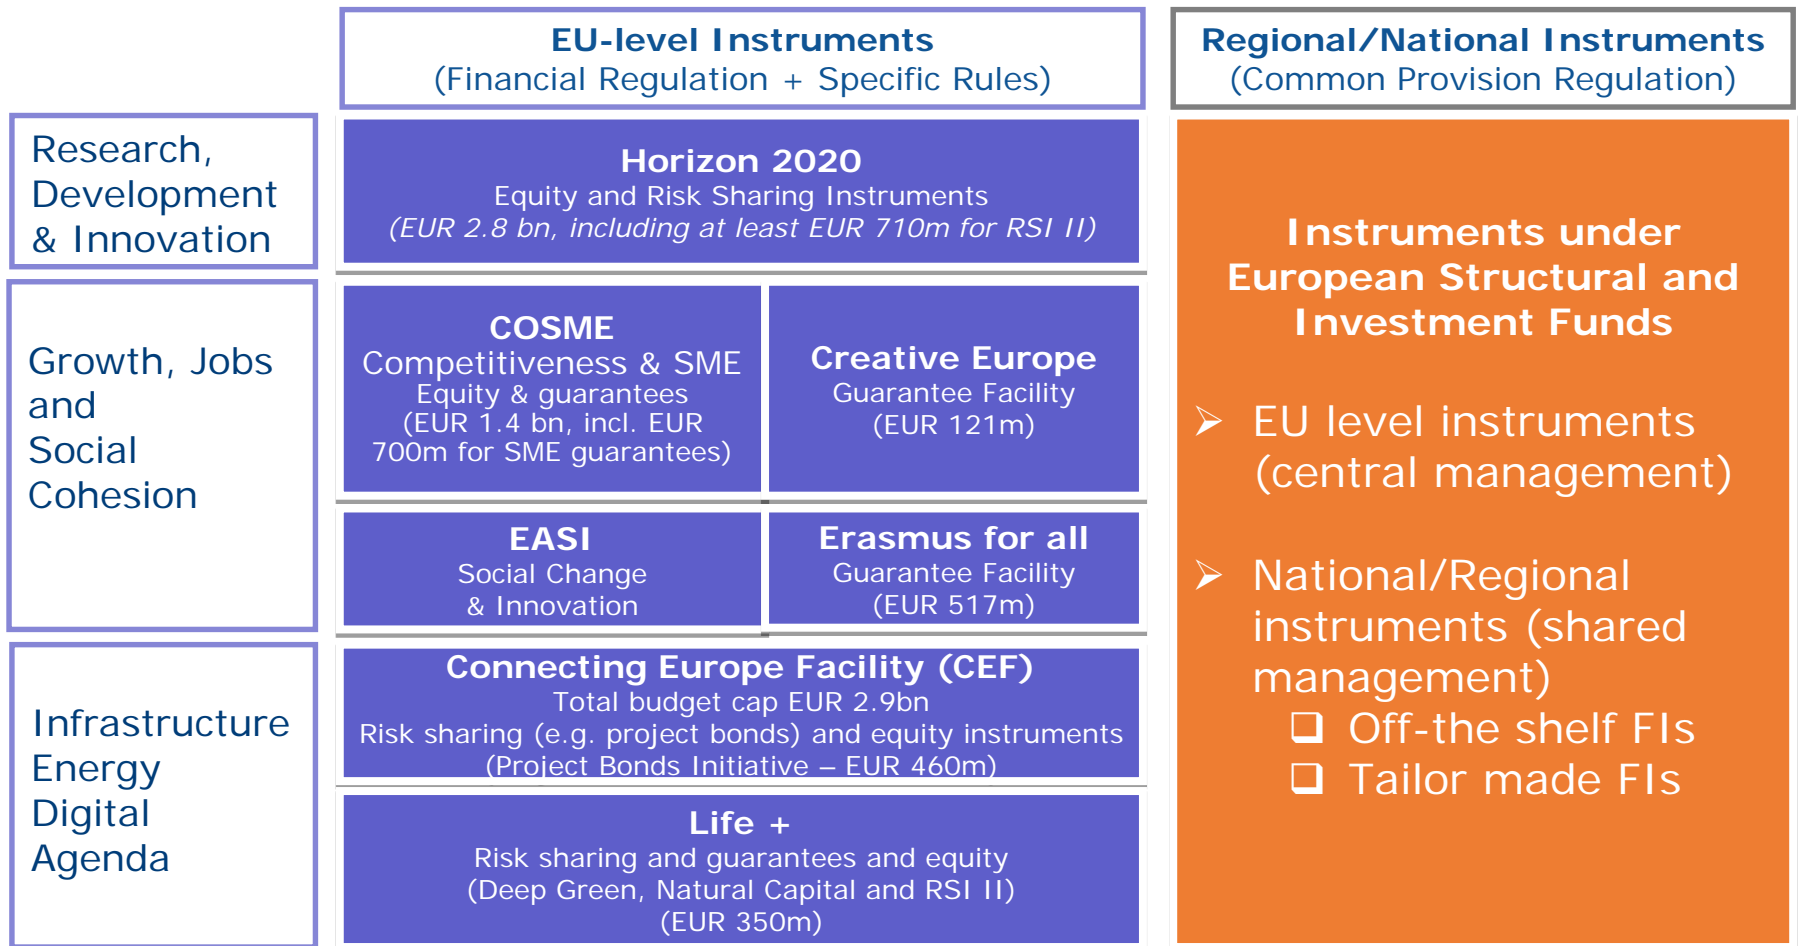 EU-level Instruments
(Financial Regulation + Specific Rules)
Regional/National Instruments
(Common Provision Regulation)
Research,
Development
& Innovation
Horizon 2020
Equity and Risk Sharing Instruments
(EUR 2.8 bn, including at least EUR 710m for RSI II)
Growth, Jobs
and
Social
Cohesion
COSME
Competitiveness & SME
Equity & guarantees
(EUR 1.4 bn, incl. EUR
700m for SME guarantees)
Creative Europe
Guarantee Facility
(EUR 121m)
EASI
Social Change
& Innovation
Erasmus for all
Guarantee Facility
(EUR 517m)
Infrastructure
Energy
Digital
Agenda
Connecting Europe Facility (CEF)
Total budget cap EUR 2.9bn
Risk sharing (e.g. project bonds) and equity instruments
(Project Bonds Initiative – EUR 460m)
Life +
Risk sharing and guarantees and equity
(Deep Green, Natural Capital and RSI II)
(EUR 350m)
Instruments under
European Structural and
Investment Funds
➢ EU level instruments
(central management)
➢ National/Regional
instruments (shared
management)
❑ Off-the shelf FIs
❑ Tailor made FIs